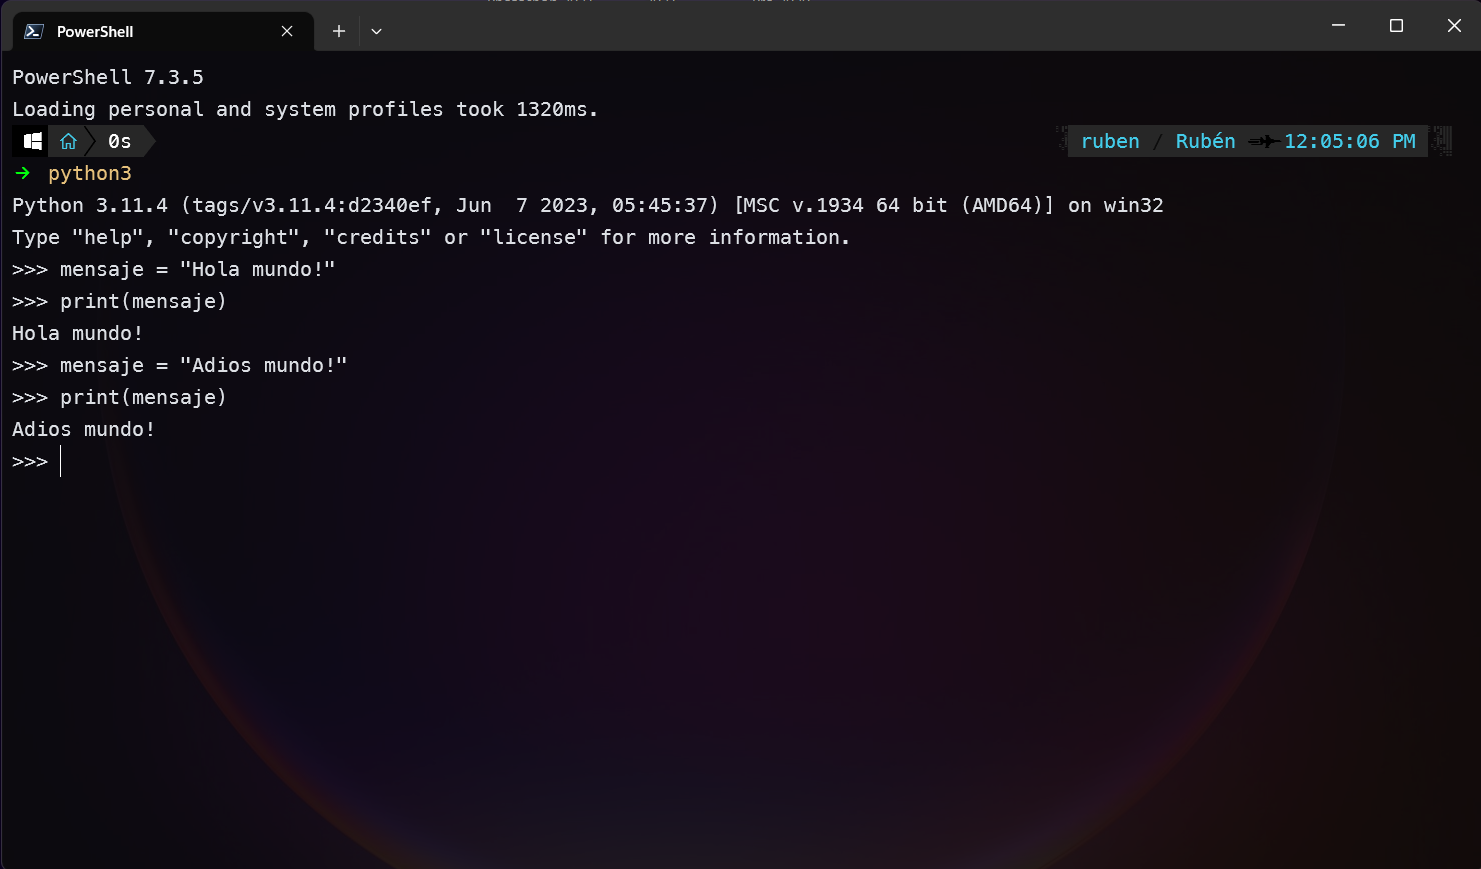 PowerShell
PowerShell 7.3.5
Loading personal and system profiles took 1320ms.
0s
ruben / Rubén 12:05:06 PM
➜ python3
Python 3.11.4 (tags/v3.11.4:d2340ef, Jun  7 2023, 05:45:37) [MSC v.1934 64 bit (AMD64)] on win32
Type "help", "copyright", "credits" or "license" for more information.
>>> mensaje = "Hola mundo!"
>>> print(mensaje)
Hola mundo!
>>> mensaje = "Adios mundo!"
>>> print(mensaje)
Adios mundo!
>>>